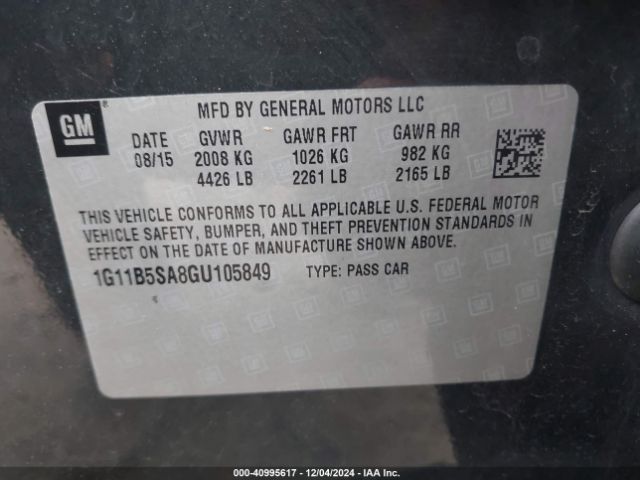 GM
MFD BY GENERAL MOTORS LLC
DATE GVWR GAWR FRT GAWR RR
08/15 2008 KG 1026 KG 982 KG
4426 LB 2261 LB 2165 LB
THIS VEHICLE CONFORMS TO ALL APPLICABLE U.S. FEDERAL MOTOR
VEHICLE SAFETY, BUMPER, AND THEFT PREVENTION STANDARDS IN
EFFECT ON THE DATE OF MANUFACTURE SHOWN ABOVE.
1G11B5SA8GU105849 TYPE: PASS CAR
000-40995617 - 12/04/2024 - IAA Inc.